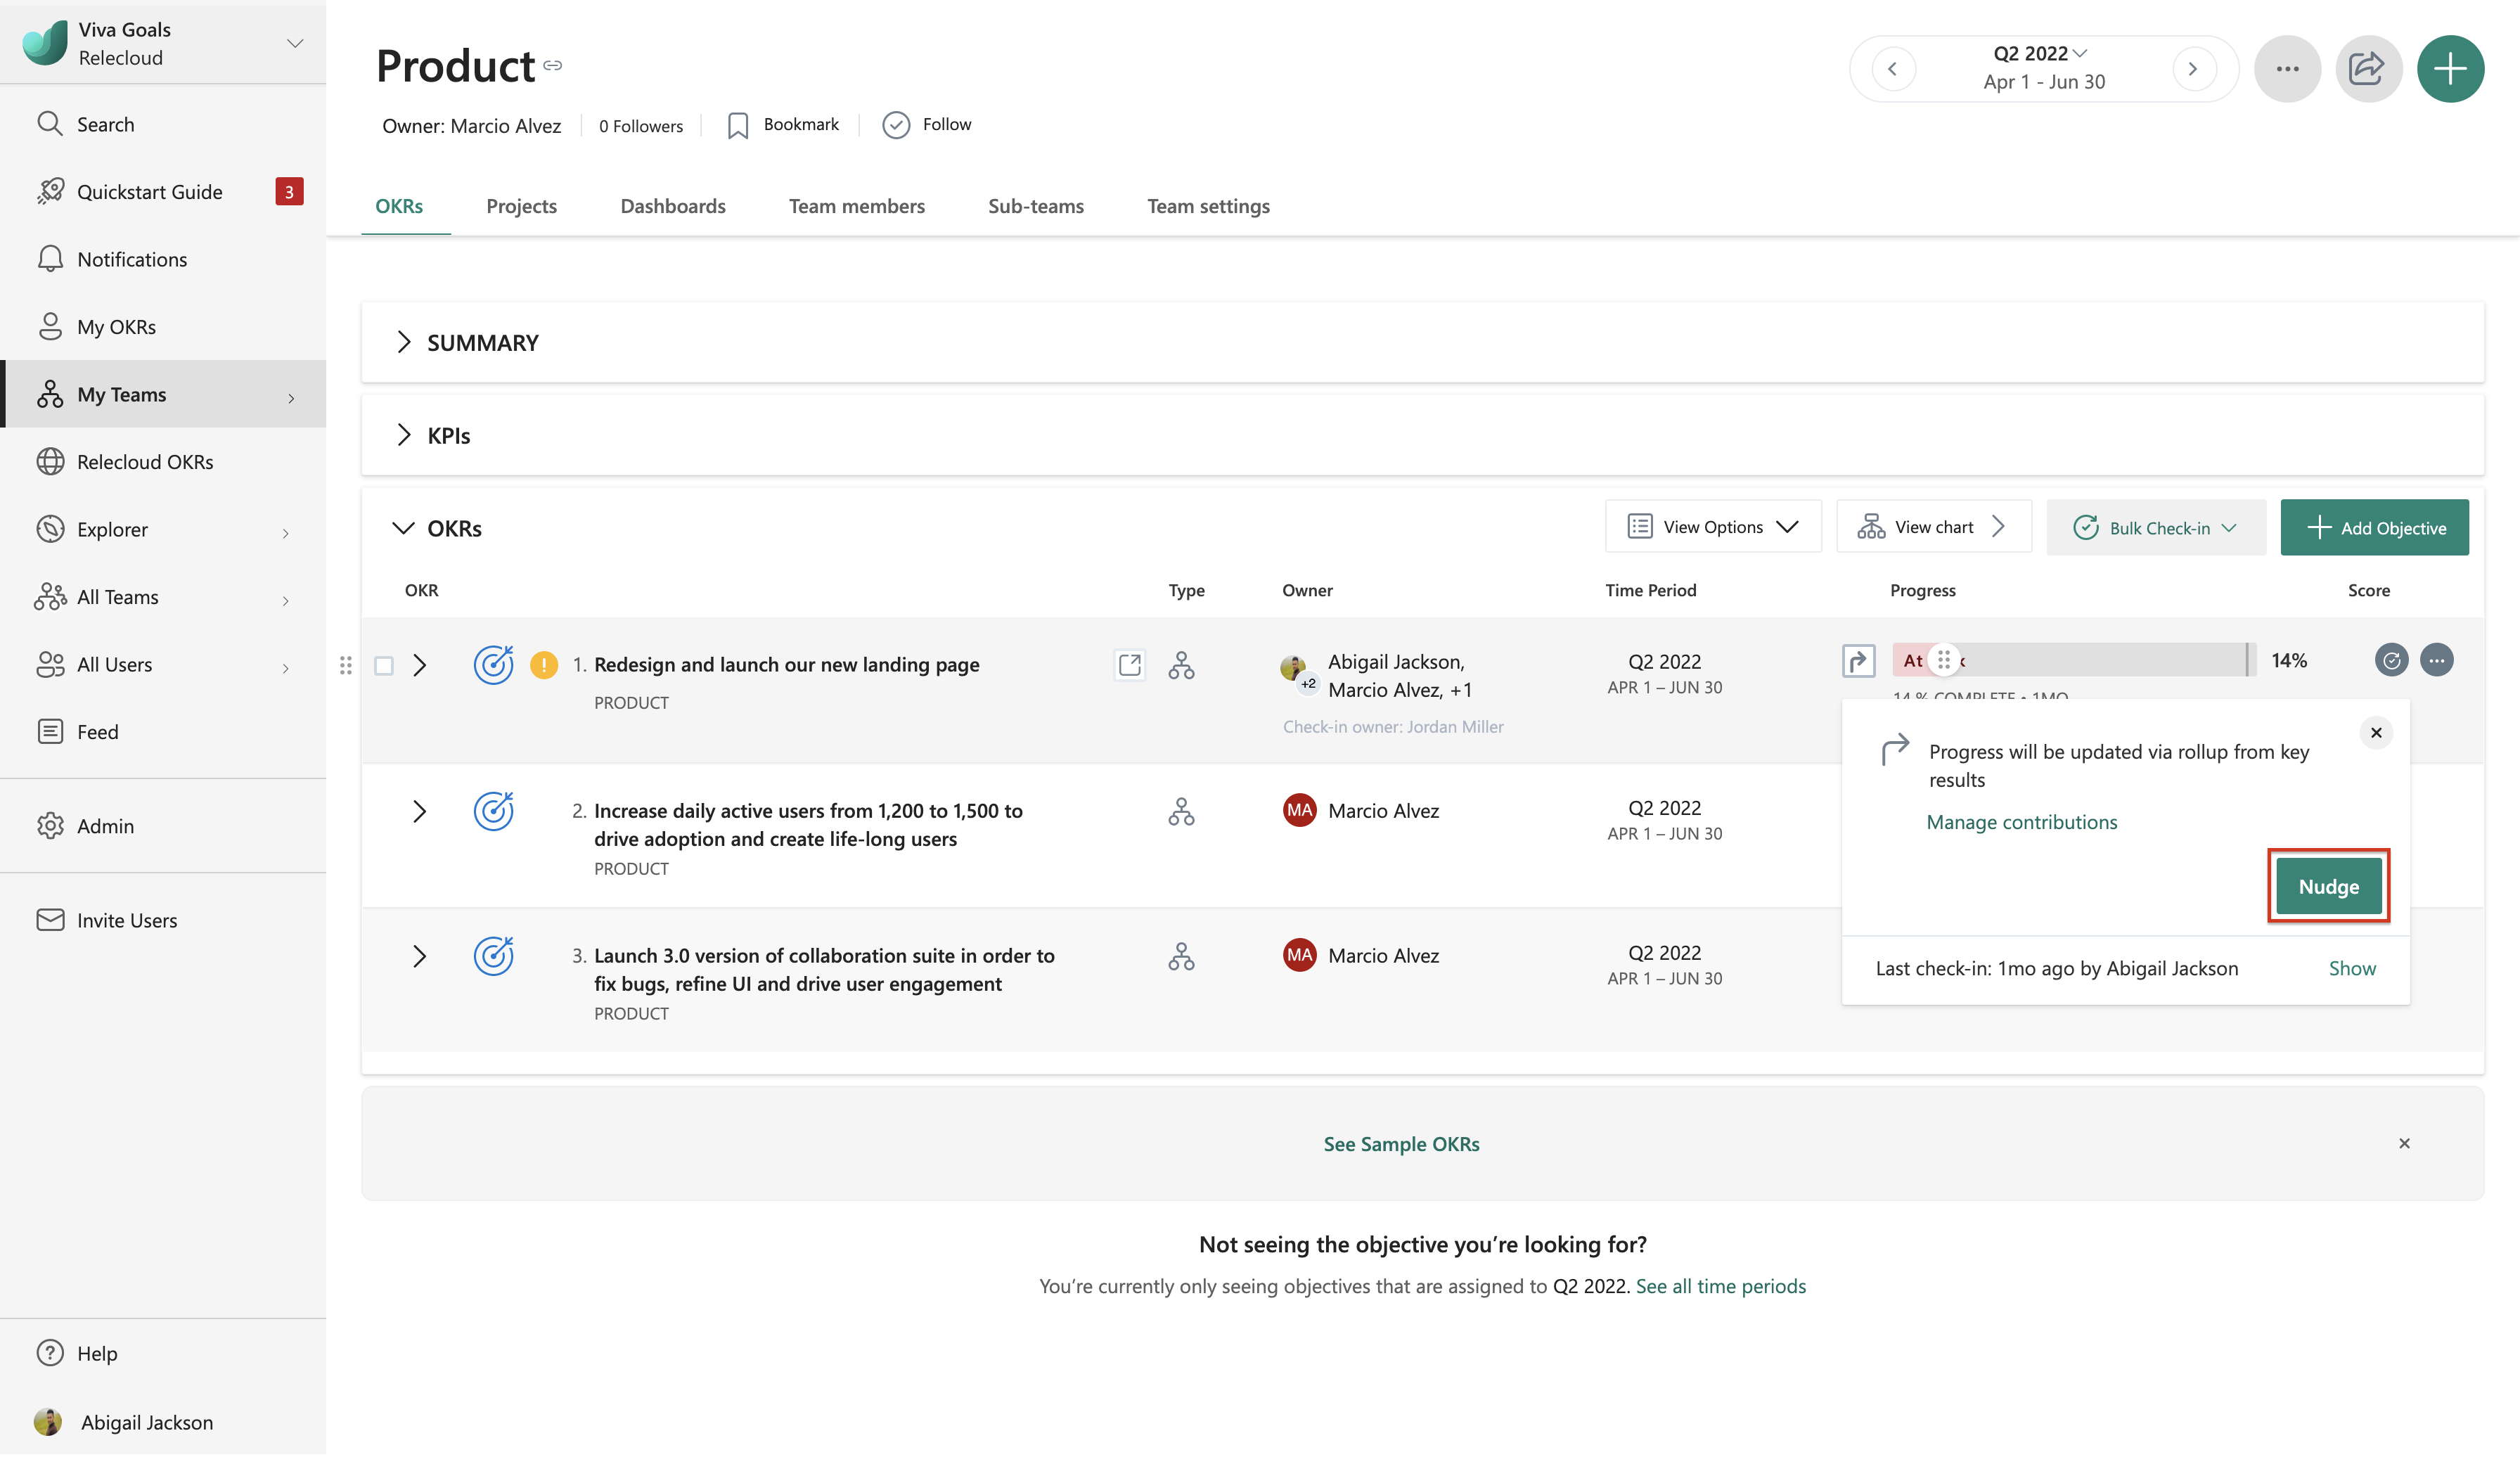 Viva Goals
Relecloud
Search
Quickstart Guide 3
Notifications
My OKRs
My Teams
Relecloud OKRs
Explorer
All Teams
All Users
Feed
Admin
Invite Users
Help
Abigail Jackson
Product
Q2 2022
Apr 1 - Jun 30
Owner: Marcio Alvez
0 Followers
Bookmark
Follow
OKRs
Projects
Dashboards
Team members
Sub-teams
Team settings
SUMMARY
KPIs
OKRs
View Options
View chart
Bulk Check-in
Add Objective
OKR
Type
Owner
Time Period
Progress
Score
1. Redesign and launch our new landing page
PRODUCT
+2
Abigail Jackson,
Marcio Alvez, +1
Check-in owner: Jordan Miller
Q2 2022
APR 1 – JUN 30
At
14%
14 % COMPLETE • 1MO
Progress will be updated via rollup from key
results
Manage contributions
Nudge
Last check-in: 1mo ago by Abigail Jackson
Show
2. Increase daily active users from 1,200 to 1,500 to
drive adoption and create life-long users
PRODUCT
MA
Marcio Alvez
Q2 2022
APR 1 – JUN 30
3. Launch 3.0 version of collaboration suite in order to
fix bugs, refine UI and drive user engagement
PRODUCT
MA
Marcio Alvez
Q2 2022
APR 1 – JUN 30
See Sample OKRs
Not seeing the objective you’re looking for?
You’re currently only seeing objectives that are assigned to Q2 2022. See all time periods